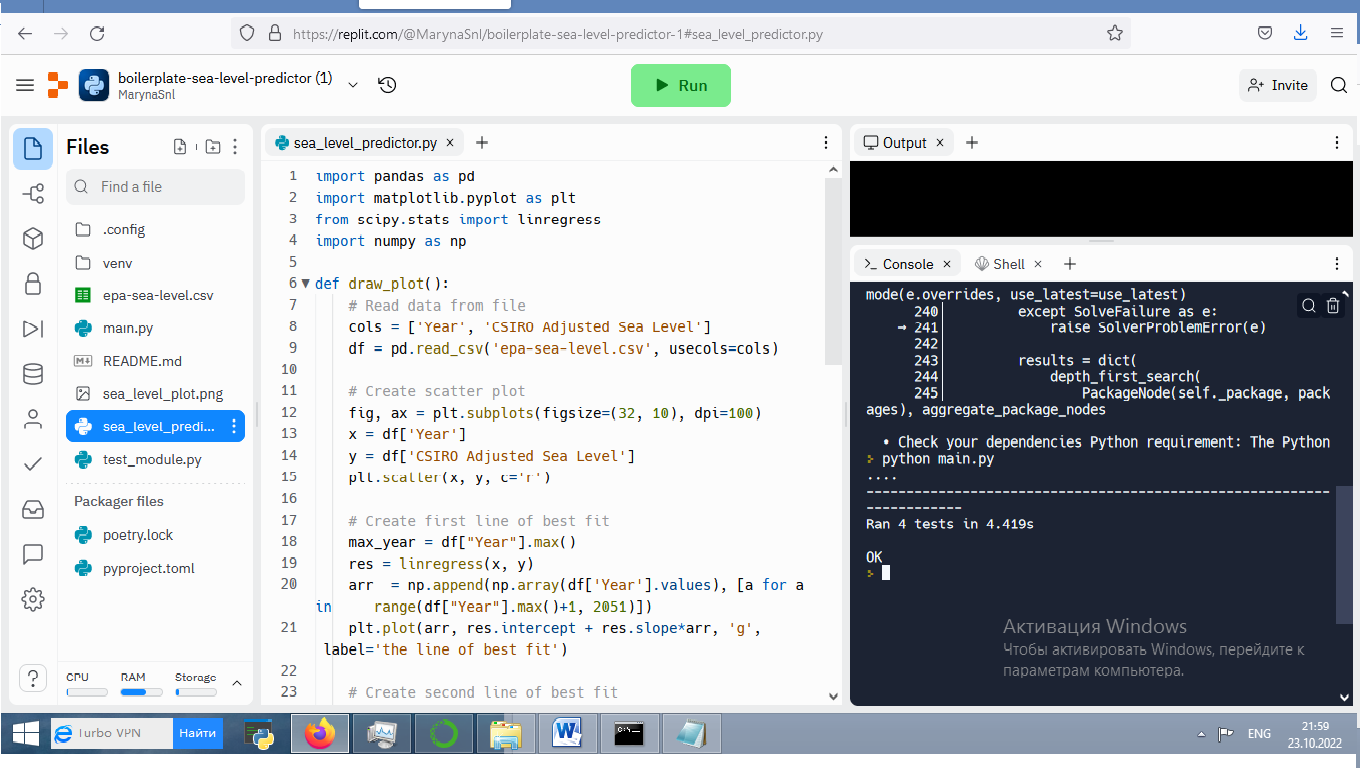 https://replit.com/@MarynaSnl/boilerplate-sea-level-predictor-1#sea_level_predictor.py
boilerplate-sea-level-predictor (1)
MarynaSnl
Run
Invite
Files
Find a file
.config
venv
epa-sea-level.csv
main.py
README.md
sea_level_plot.png
sea_level_predi...
test_module.py
Packager files
poetry.lock
pyproject.toml
CPU RAM Storage
sea_level_predictor.py
1 import pandas as pd
2 import matplotlib.pyplot as plt
3 from scipy.stats import linregress
4 import numpy as np
5
6 def draw_plot():
7 # Read data from file
8 cols = ['Year', 'CSIRO Adjusted Sea Level']
9 df = pd.read_csv('epa-sea-level.csv', usecols=cols)
10
11 # Create scatter plot
12 fig, ax = plt.subplots(figsize=(32, 10), dpi=100)
13 x = df['Year']
14 y = df['CSIRO Adjusted Sea Level']
15 plt.scatter(x, y, c='r')
16
17 # Create first line of best fit
18 max_year = df["Year"].max()
19 res = linregress(x, y)
20 arr = np.append(np.array(df['Year'].values), [a for a
in range(df["Year"].max()+1, 2051)])
21 plt.plot(arr, res.intercept + res.slope*arr, 'g',
label='the line of best fit')
22
23 # Create second line of best fit
Output
Console
Shell
mode(e.overrides, use_latest=use_latest)
240 except SolveFailure as e:
→ 241 raise SolverProblemError(e)
242
243 results = dict(
244 depth_first_search(
245 PackageNode(self._package, pack
ages), aggregate_package_nodes
• Check your dependencies Python requirement: The Python
python main.py
....
----------------------------------------------------------
------------
Ran 4 tests in 4.419s
OK
Активация Windows
Чтобы активировать Windows, перейдите к
параметрам компьютера.
Turbo VPN
Найти
ENG
21:59
23.10.2022